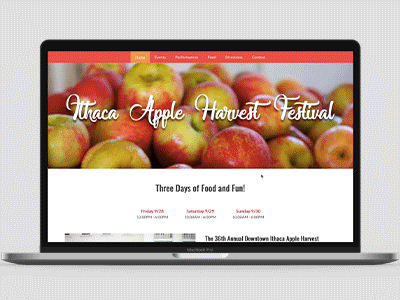 Home Events Performances Food Directions Contact
Ithaca Apple Harvest Festival
Three Days of Food and Fun!
Friday 9/28 Saturday 9/29 Sunday 9/30
12:00PM - 6:00PM 10:00AM - 6:00PM 10:00AM - 6:00PM
The 36th Annual Downtown Ithaca Apple Harvest
MacBook Pro